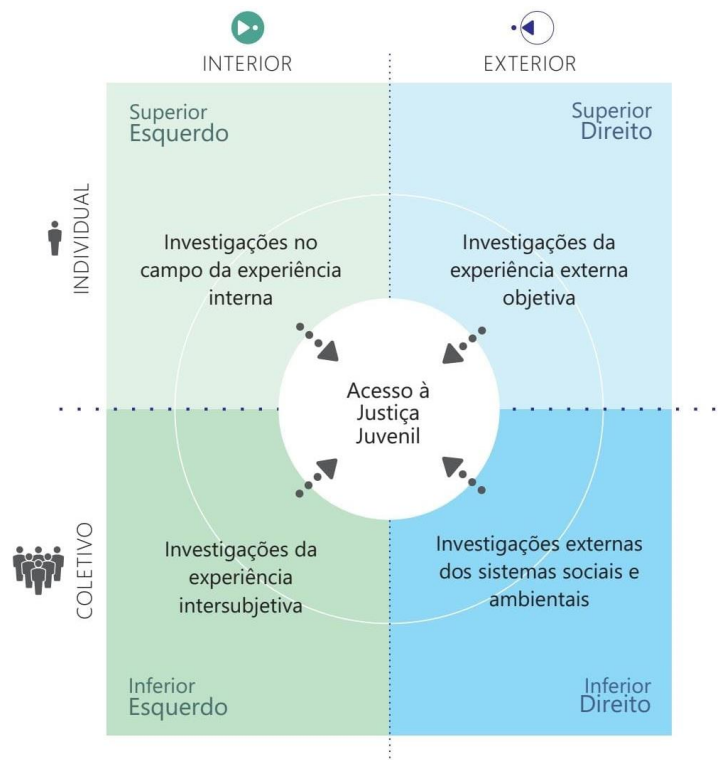 INTERIOR
EXTERIOR
Superior
Esquerdo
Superior
Direito
INDIVIDUAL
Investigações no
campo da experiência
interna
Investigações da
experiência externa
objetiva
Acesso à
Justiça
Juvenil
COLETIVO
Investigações da
experiência
intersubjetiva
Investigações externas
dos sistemas sociais e
ambientais
Inferior
Esquerdo
Inferior
Direito